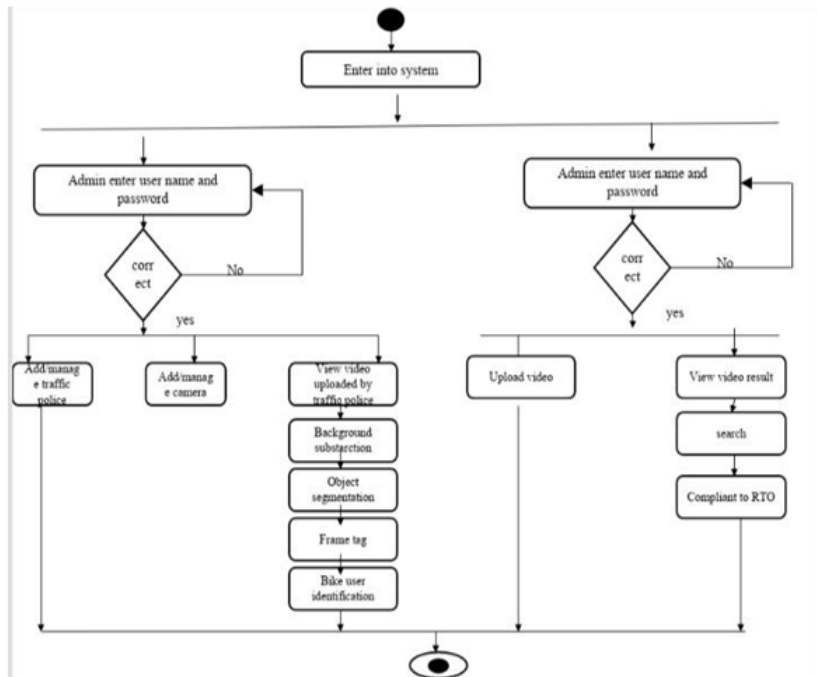 Enter into system
Admin enter user name and
password
Admin enter user name and
password
corr
ect
No
corr
ect
No
yes
yes
Add/manag
e traffic
police
Add/manag
e camera
View video
uploaded by
traffic police
Upload video
View video result
Background
substarction
search
Object
segmentation
Compliant to RTO
Frame tag
Bike user
identification